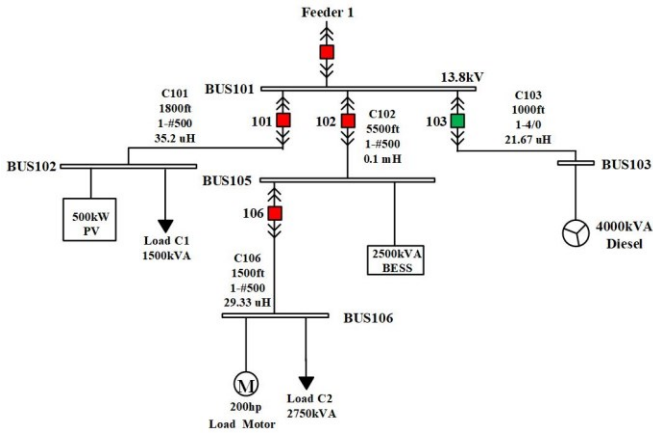 Feeder 1
BUS101
13.8kV
C101
1800ft
1-#500
35.2 uH
101
102
C102
5500ft
1-#500
0.1 mH
103
C103
1000ft
1-4/0
21.67 uH
BUS102
BUS105
BUS103
500kW
PV
Load C1
1500kVA
106
2500kVA
BESS
4000kVA
Diesel
C106
1500ft
1-#500
29.33 uH
BUS106
M
200hp
Load Motor
Load C2
2750kVA